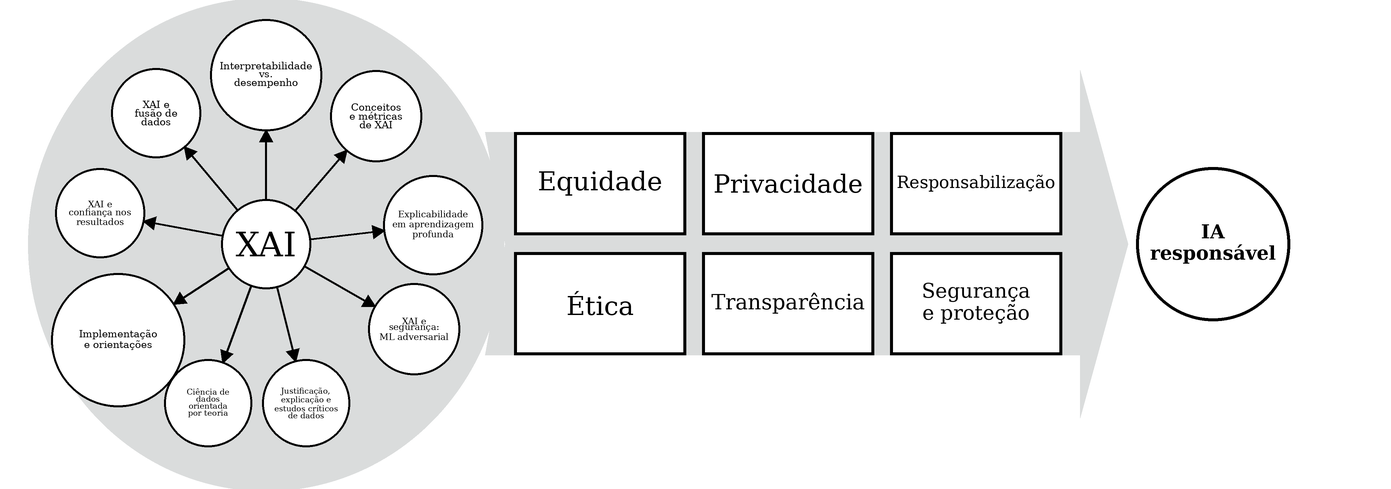 Interpretabilidade
vs.
desempenho
XAI e
fusão de
dados
Conceitos
e métricas
de XAI
XAI e
confiança nos
resultados
Explicabilidade
em aprendizagem
profunda
XAI
Implementação
e orientações
XAI e
segurança:
ML adversarial
Ciência de
dados
orientada
por teoria
Justificação,
explicação e
estudos críticos
de dados
Equidade
Privacidade
Responsabilização
Ética
Transparência
Segurança
e proteção
IA
responsável